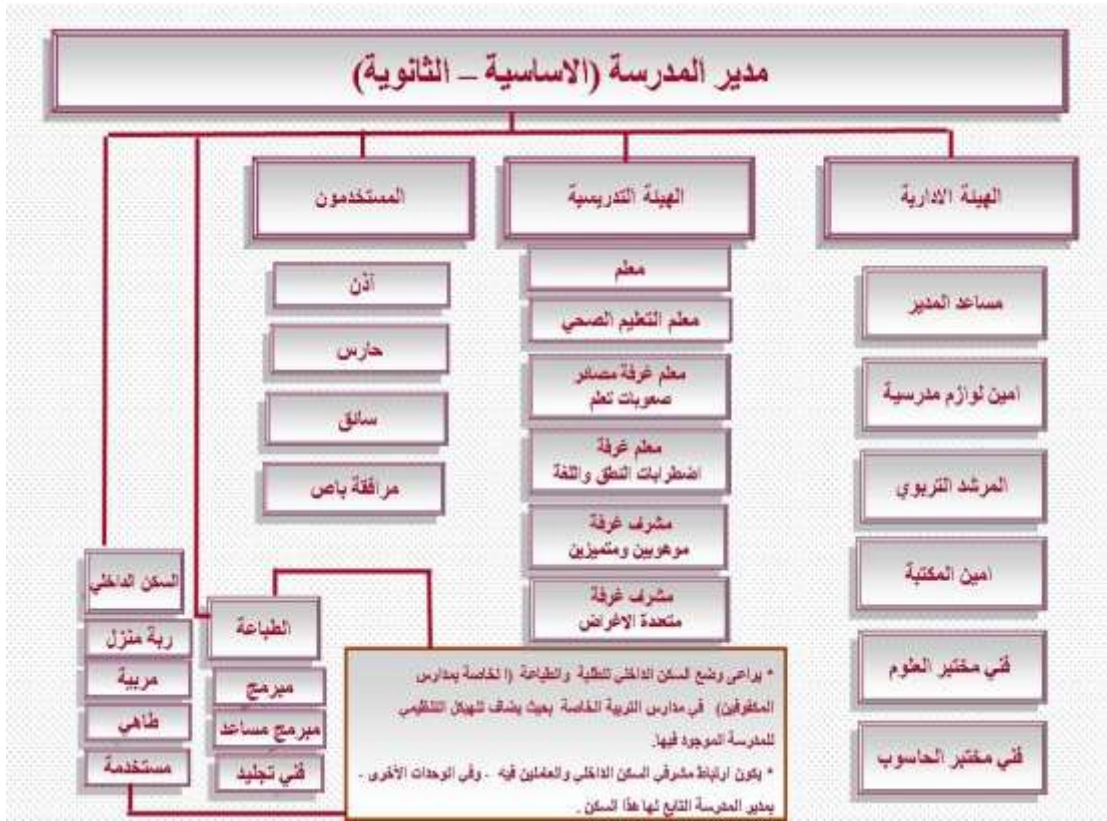 مدير المدرسة (الاساسية – الثانوية)
الهيئة الادارية
مساعد المدير
امين لوازم مدرسية
المرشد التربوي
امين المكتبة
فني مختبر العلوم
فني مختبر الحاسوب
الهيئة التدريسية
معلم
معلم التعليم الصحي
معلم غرفة مصادر
صعوبات تعلم
معلم غرفة
اضطرابات النطق واللغة
مشرف غرفة
موهوبين ومتميزين
مشرف غرفة
متعددة الاغراض
المستخدمون
آذن
حارس
سائق
مرافقة باص
الطباعة
مبرمج
مبرمج مساعد
فني تجليد
السكن الداخلي
ربة منزل
مربية
طاهي
مستخدمة
* يراعى وضع السكن الداخلي للطلبة والطباعة (الخاصة بمدارس
المكفوفين) في مدارس التربية الخاصة بحيث يضاف للهيكل التنظيمي
للمدرسة الموجود فيها.
* يكون ارتباط مشرفي السكن الداخلي والعاملين فيه - وفي الوحدات الأخرى -
بمدير المدرسة التابع لها هذا السكن .